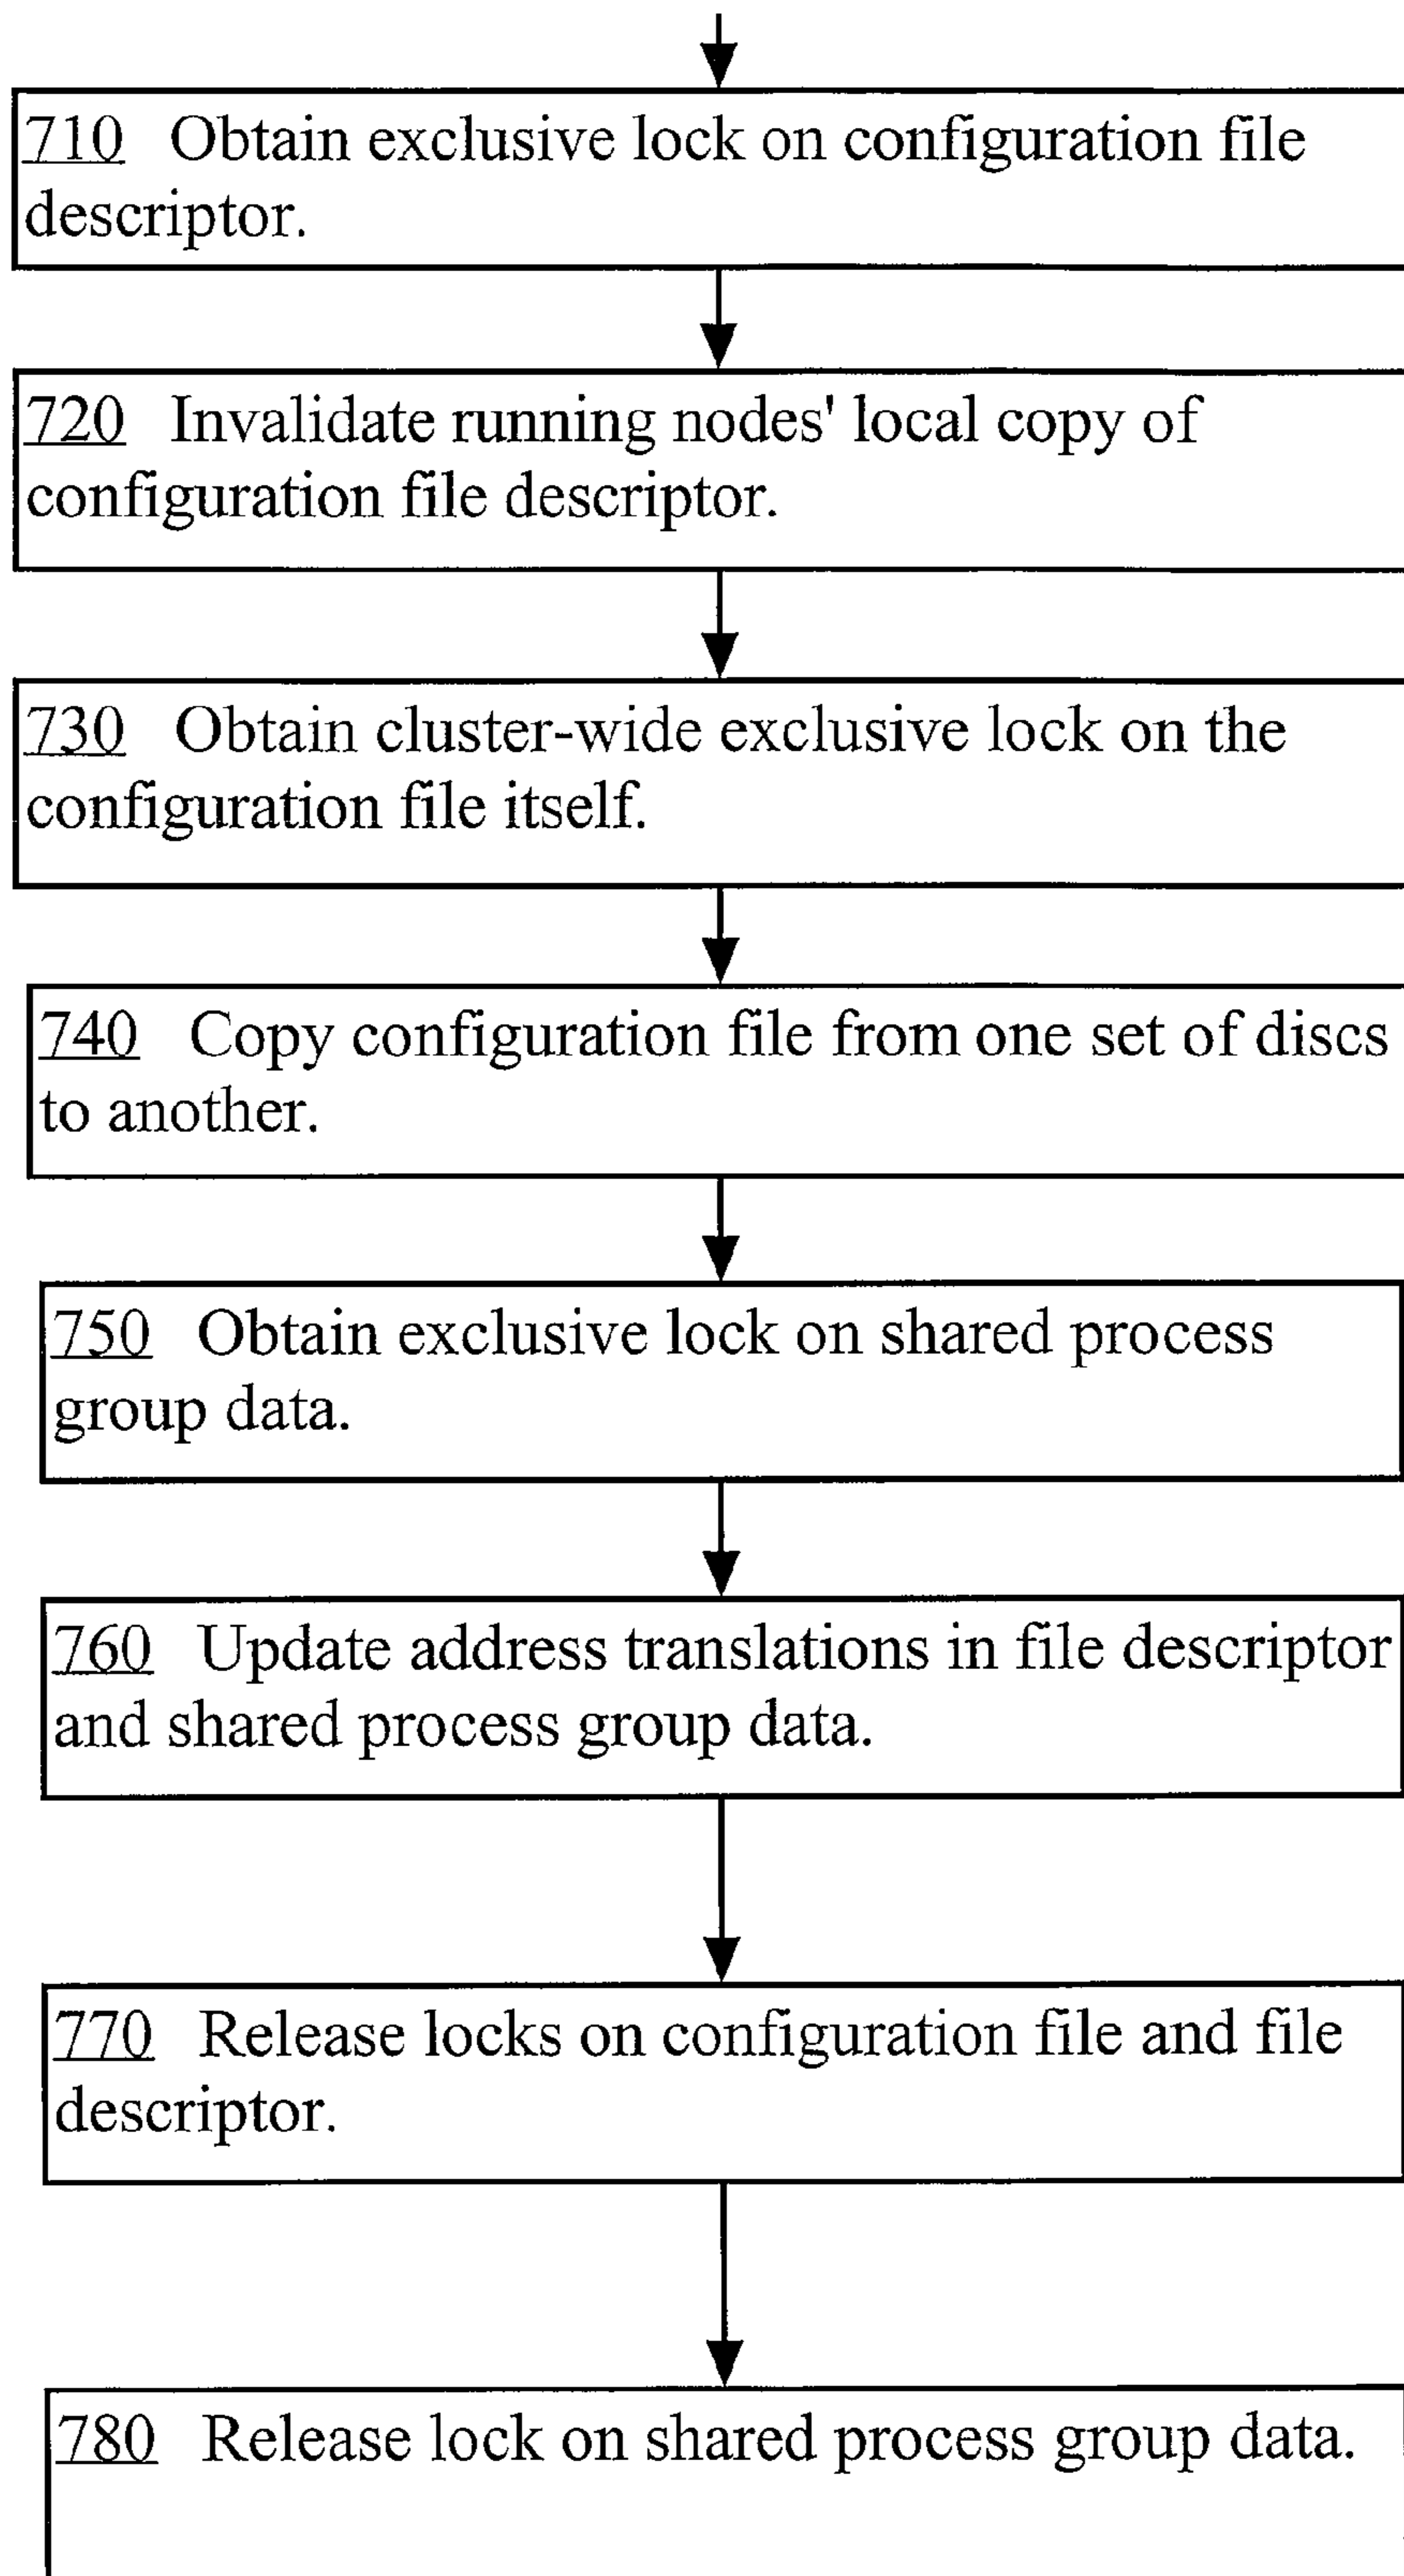 710 Obtain exclusive lock on configuration file
descriptor.
720 Invalidate running nodes' local copy of
configuration file descriptor.
730 Obtain cluster-wide exclusive lock on the
configuration file itself.
740 Copy configuration file from one set of discs
to another.
750 Obtain exclusive lock on shared process
group data.
760 Update address translations in file descriptor
and shared process group data.
770 Release locks on configuration file and file
descriptor.
780 Release lock on shared process group data.